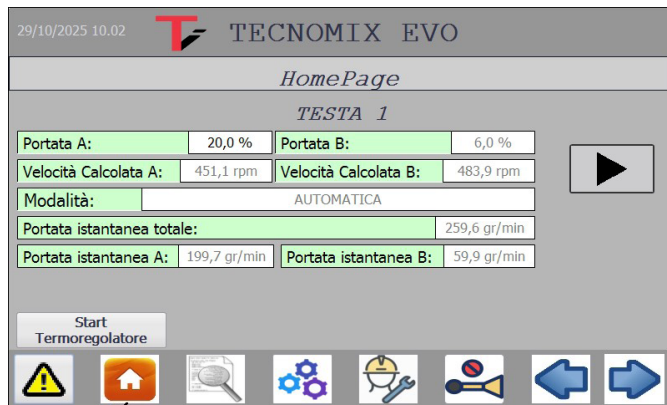 29/10/2025 10.02 TECNOMIX EVO
HomePage
TESTA 1
Portata A: 20,0 % Portata B: 6,0 %
Velocità Calcolata A: 451,1 rpm Velocità Calcolata B: 483,9 rpm
Modalità: AUTOMATICA
Portata istantanea totale: 259,6 gr/min
Portata istantanea A: 199,7 gr/min Portata istantanea B: 59,9 gr/min
Start
Termoregolatore